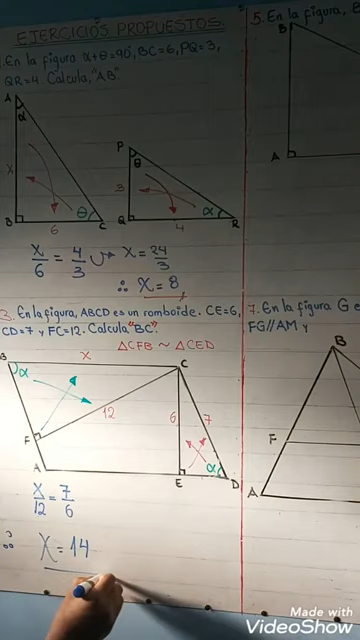 EJERCICIOS PROPUESTOS.
1. En la figura α+θ=90°, BC=6, PQ=3,
QR=4. Calcula, "AB".
A
α
X
θ
B
6
C
P
θ
3
α
Q
4
R
X/6 = 4/3 X = 24/3
∴ X = 8
3. En la figura, ABCD es un romboide. CE=6,
CD=7 y FC=12. Calcula "BC"
△CFB ~ △CED
B
X
C
α
12
6
7
F
A
α
E
D
X/12 = 7/6
∴ X = 14
5. En la figura,
B
A
7. En la figura G e
FG//AM y
B
F
A
Made with
VideoShow